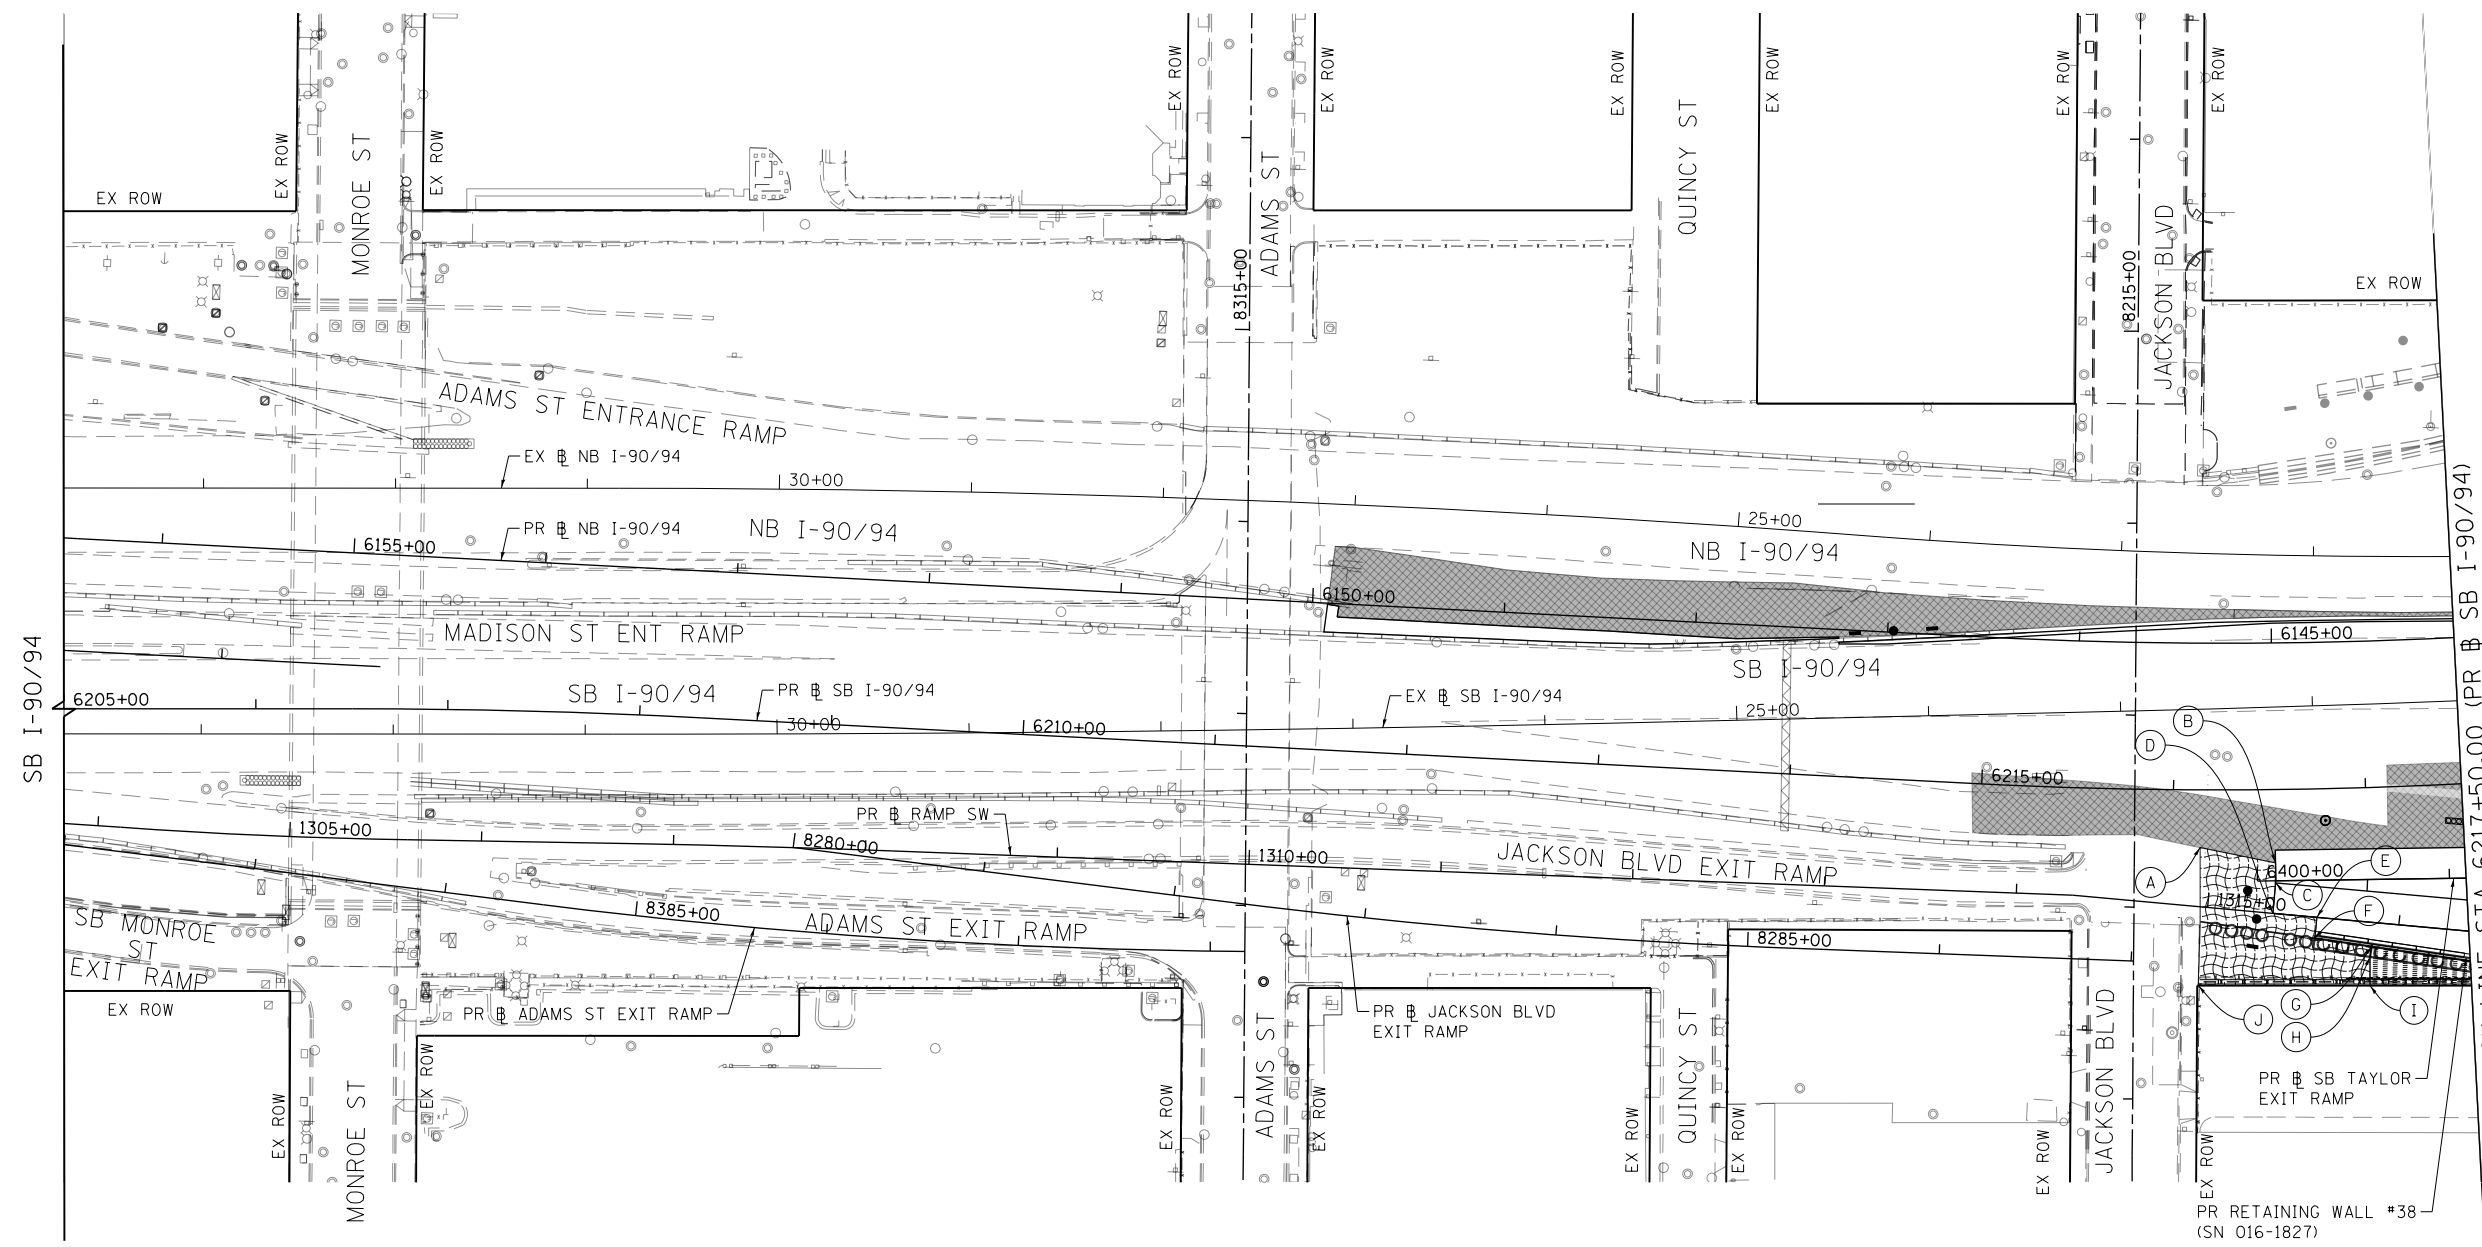 EX ROW
EX ROW
MONROE ST
EX ROW
EX ROW
ADAMS ST
8315+00
EX ROW
EX ROW
QUINCY ST
EX ROW
EX ROW
8215+00
JACKSON BLVD
EX ROW
EX ROW
ADAMS ST ENTRANCE RAMP
EX B NB I-90/94
30+00
PR B NB I-90/94
NB I-90/94
25+00
NB I-90/94
6155+00
6150+00
6145+00
MADISON ST ENT RAMP
SB I-90/94
SB I-90/94
PR B SB I-90/94
EX B SB I-90/94
SB I-90/94
6205+00
30+00
6210+00
25+00
6215+00
B
D
PR B RAMP SW
1305+00
8280+00
1310+00
JACKSON BLVD EXIT RAMP
A
6400+00
E
C
1315+00
F
8385+00
ADAMS ST EXIT RAMP
8285+00
SB MONROE
ST
EXIT RAMP
EX ROW
PR B ADAMS ST EXIT RAMP
PR B JACKSON BLVD
EXIT RAMP
G
H
I
J
PR B SB TAYLOR
EXIT RAMP
EX ROW
MONROE ST
EX ROW
EX ROW
ADAMS ST
EX ROW
EX ROW
QUINCY ST
EX ROW
EX ROW
JACKSON BLVD
EX ROW
PR RETAINING WALL #38
(SN 016-1827)
STA 6217+50.00 (PR B SB I-90/94)